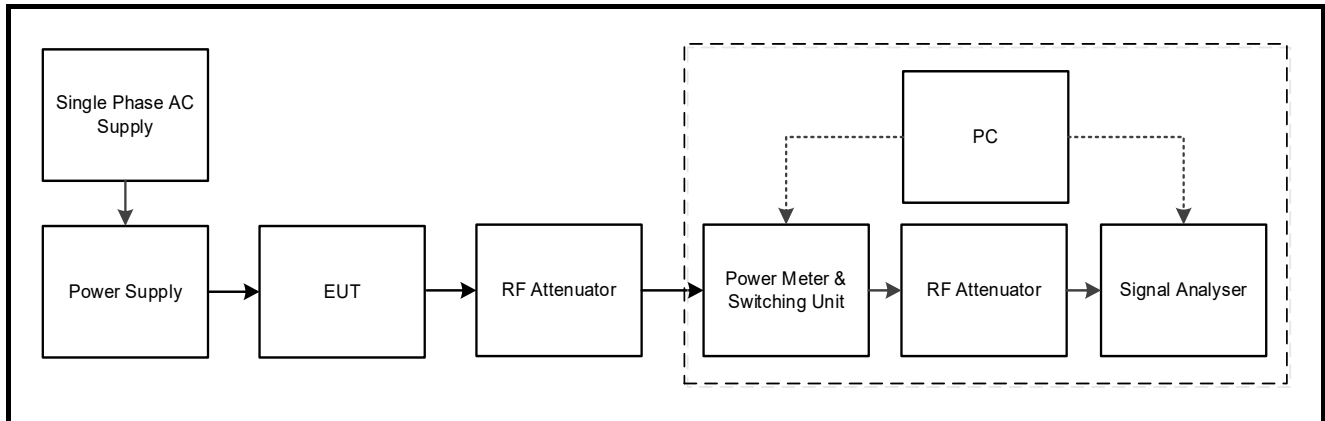 Single Phase AC
Supply
PC
Power Supply
EUT
RF Attenuator
Power Meter &
Switching Unit
RF Attenuator
Signal Analyser